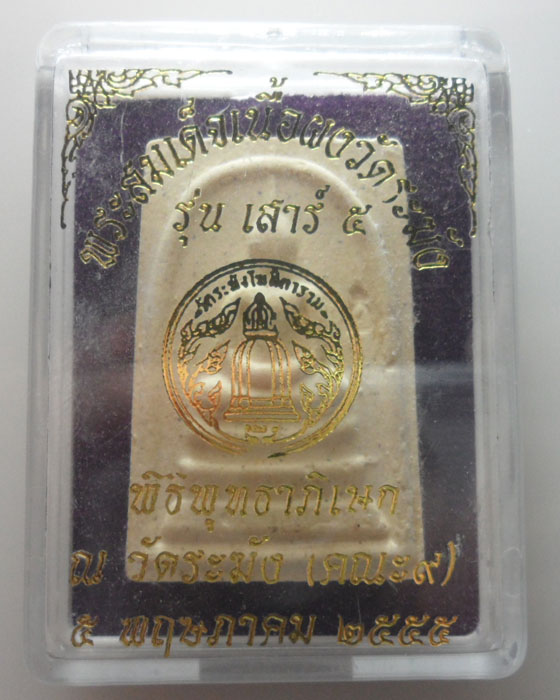 พระสมเด็จเนื้อผงวัดระฆัง
รุ่น เสาร์ ๕
วัดระฆังโฆสิตาราม
พิธีพุทธาภิเษก
ณ วัดระฆัง (คณะ๙)
๕ พฤษภาคม ๒๕๕๕